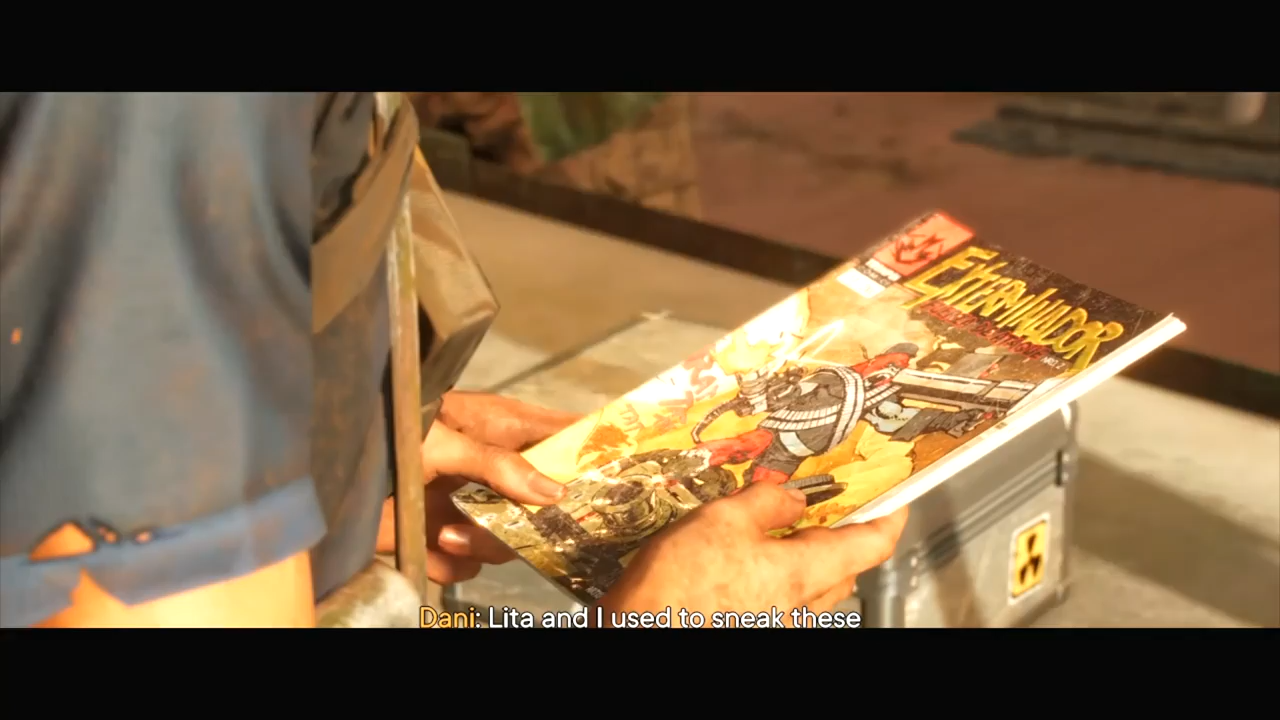 EXTERMINADOR
Dani: Lita and I used to sneak these